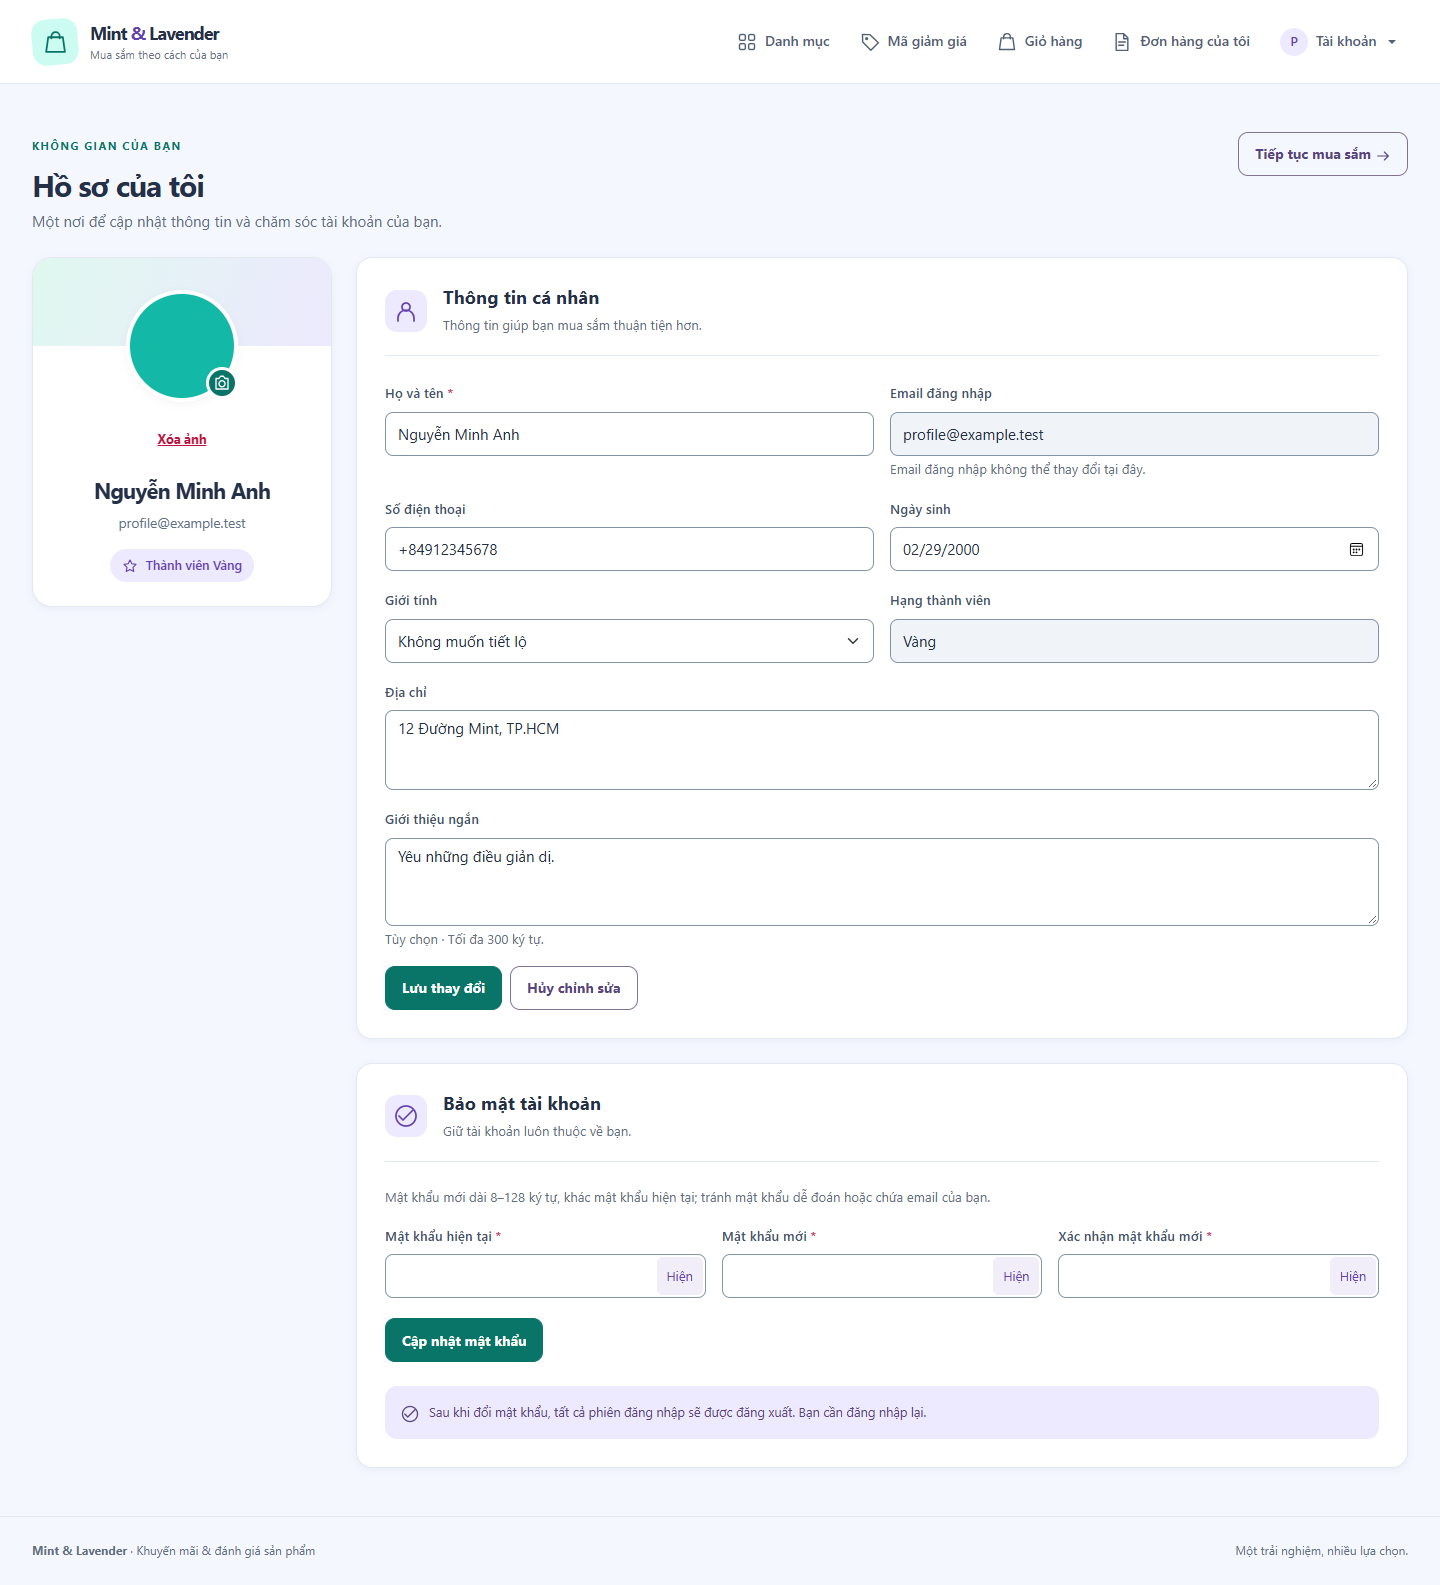 Mint & Lavender
Mua sắm theo cách của bạn
Danh mục
Mã giảm giá
Giỏ hàng
Đơn hàng của tôi
P
Tài khoản
KHÔNG GIAN CỦA BẠN
Hồ sơ của tôi
Một nơi để cập nhật thông tin và chăm sóc tài khoản của bạn.
Tiếp tục mua sắm →
Xóa ảnh
Nguyễn Minh Anh
profile@example.test
Thành viên Vàng
Thông tin cá nhân
Thông tin giúp bạn mua sắm thuận tiện hơn.
Họ và tên *
Nguyễn Minh Anh
Email đăng nhập
profile@example.test
Email đăng nhập không thể thay đổi tại đây.
Số điện thoại
+84912345678
Ngày sinh
02/29/2000
Giới tính
Không muốn tiết lộ
Hạng thành viên
Vàng
Địa chỉ
12 Đường Mint, TP.HCM
Giới thiệu ngắn
Yêu những điều giản dị.
Tùy chọn · Tối đa 300 ký tự.
Lưu thay đổi
Hủy chỉnh sửa
Bảo mật tài khoản
Giữ tài khoản luôn thuộc về bạn.
Mật khẩu mới dài 8–128 ký tự, khác mật khẩu hiện tại; tránh mật khẩu dễ đoán hoặc chứa email của bạn.
Mật khẩu hiện tại *
Hiện
Mật khẩu mới *
Hiện
Xác nhận mật khẩu mới *
Hiện
Cập nhật mật khẩu
Sau khi đổi mật khẩu, tất cả phiên đăng nhập sẽ được đăng xuất. Bạn cần đăng nhập lại.
Mint & Lavender · Khuyến mãi & đánh giá sản phẩm
Một trải nghiệm, nhiều lựa chọn.